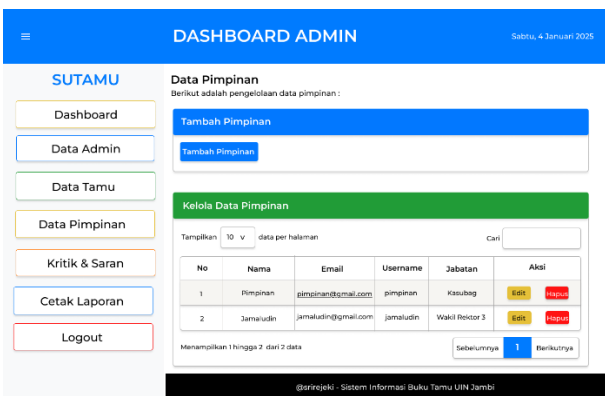 DASHBOARD ADMIN
Sabtu, 4 Januari 2025
SUTAMU
Dashboard
Data Admin
Data Tamu
Data Pimpinan
Kritik & Saran
Cetak Laporan
Logout
Data Pimpinan
Berikut adalah pengelolaan data pimpinan :
Tambah Pimpinan
Tambah Pimpinan
Kelola Data Pimpinan
Tampilkan 10 v data per halaman Cari
No Nama Email Username Jabatan Aksi
1 Pimpinan pimpinan@gmail.com pimpinan Kasubag Edit Hapus
2 Jamaludin jamaludin@gmail.com jamaludin Wakil Rektor 3 Edit Hapus
Menampilkan 1 hingga 2 dari 2 data Sebelumnya 1 Berikutnya
@srirejeki - Sistem Informasi Buku Tamu UIN Jambi